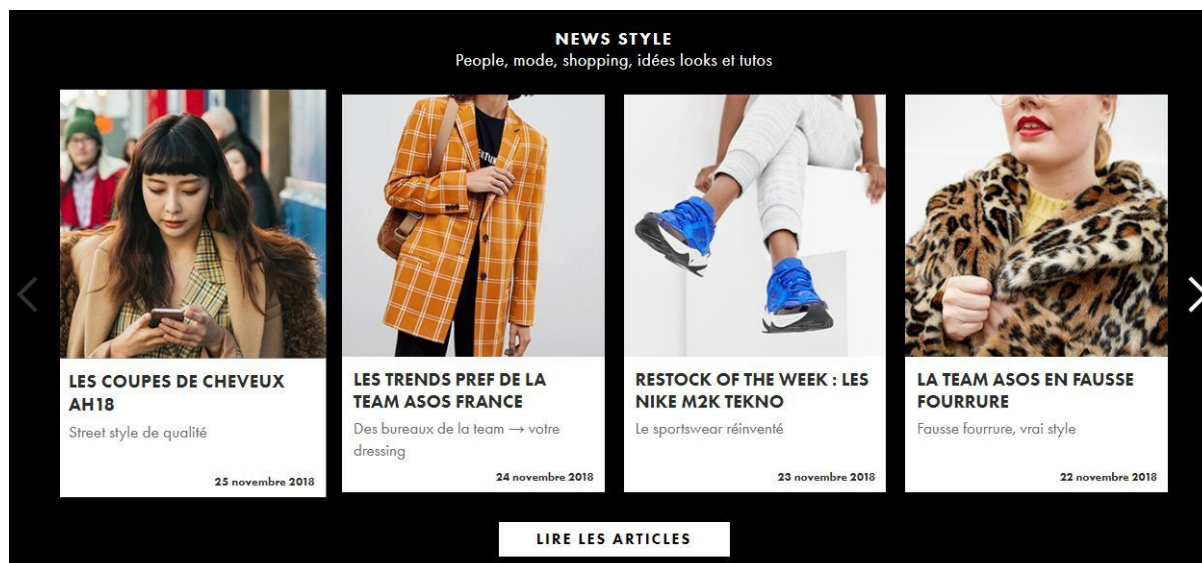 NEWS STYLE
People, mode, shopping, idées looks et tutos
LES COUPES DE CHEVEUX
AH18
Street style de qualité
25 novembre 2018
LES TRENDS PREF DE LA
TEAM ASOS FRANCE
Des bureaux de la team → votre
dressing
24 novembre 2018
RESTOCK OF THE WEEK : LES
NIKE M2K TEKNO
Le sportswear réinventé
23 novembre 2018
LA TEAM ASOS EN FAUSSE
FOURRURE
Fausse fourrure, vrai style
22 novembre 2018
LIRE LES ARTICLES